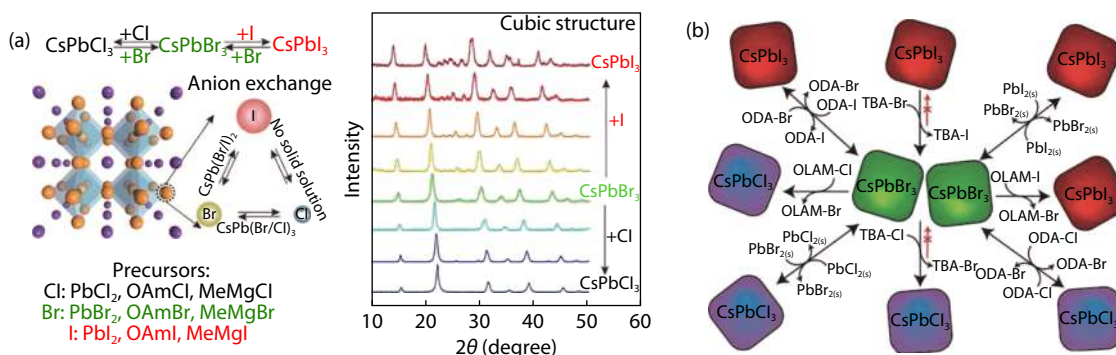 (a)
+Cl
+I
CsPbCl₃ CsPbBr₃ CsPbI₃
+Br
+Br
Anion exchange
I
CsPb(Br/I)₂
No solid solution
Br
Cl
CsPb(Br/Cl)₃
Precursors:
Cl: PbCl₂, OAmCl, MeMgCl
Br: PbBr₂, OAmBr, MeMgBr
I: PbI₂, OAmI, MeMgI
Cubic structure
CsPbI₃
+I
CsPbBr₃
+Cl
CsPbCl₃
Intensity
10 20 30 40 50 60
2θ (degree)
(b)
CsPbI₃
CsPbI₃
CsPbI₃
ODA-Br
ODA-I
ODA-Br
ODA-I
TBA-Br
TBA-I
PbI₂₍s₎
PbBr₂₍s₎
PbBr₂₍s₎
PbI₂₍s₎
CsPbCl₃
OLAM-Cl
OLAM-Br
CsPbBr₃
CsPbBr₃
OLAM-I
OLAM-Br
CsPbI₃
PbCl₂₍s₎
PbBr₂₍s₎
PbCl₂₍s₎
PbBr₂₍s₎
TBA-Cl
TBA-Br
ODA-Cl
ODA-Br
ODA-Br
ODA-Cl
CsPbCl₃
CsPbCl₃
CsPbCl₃